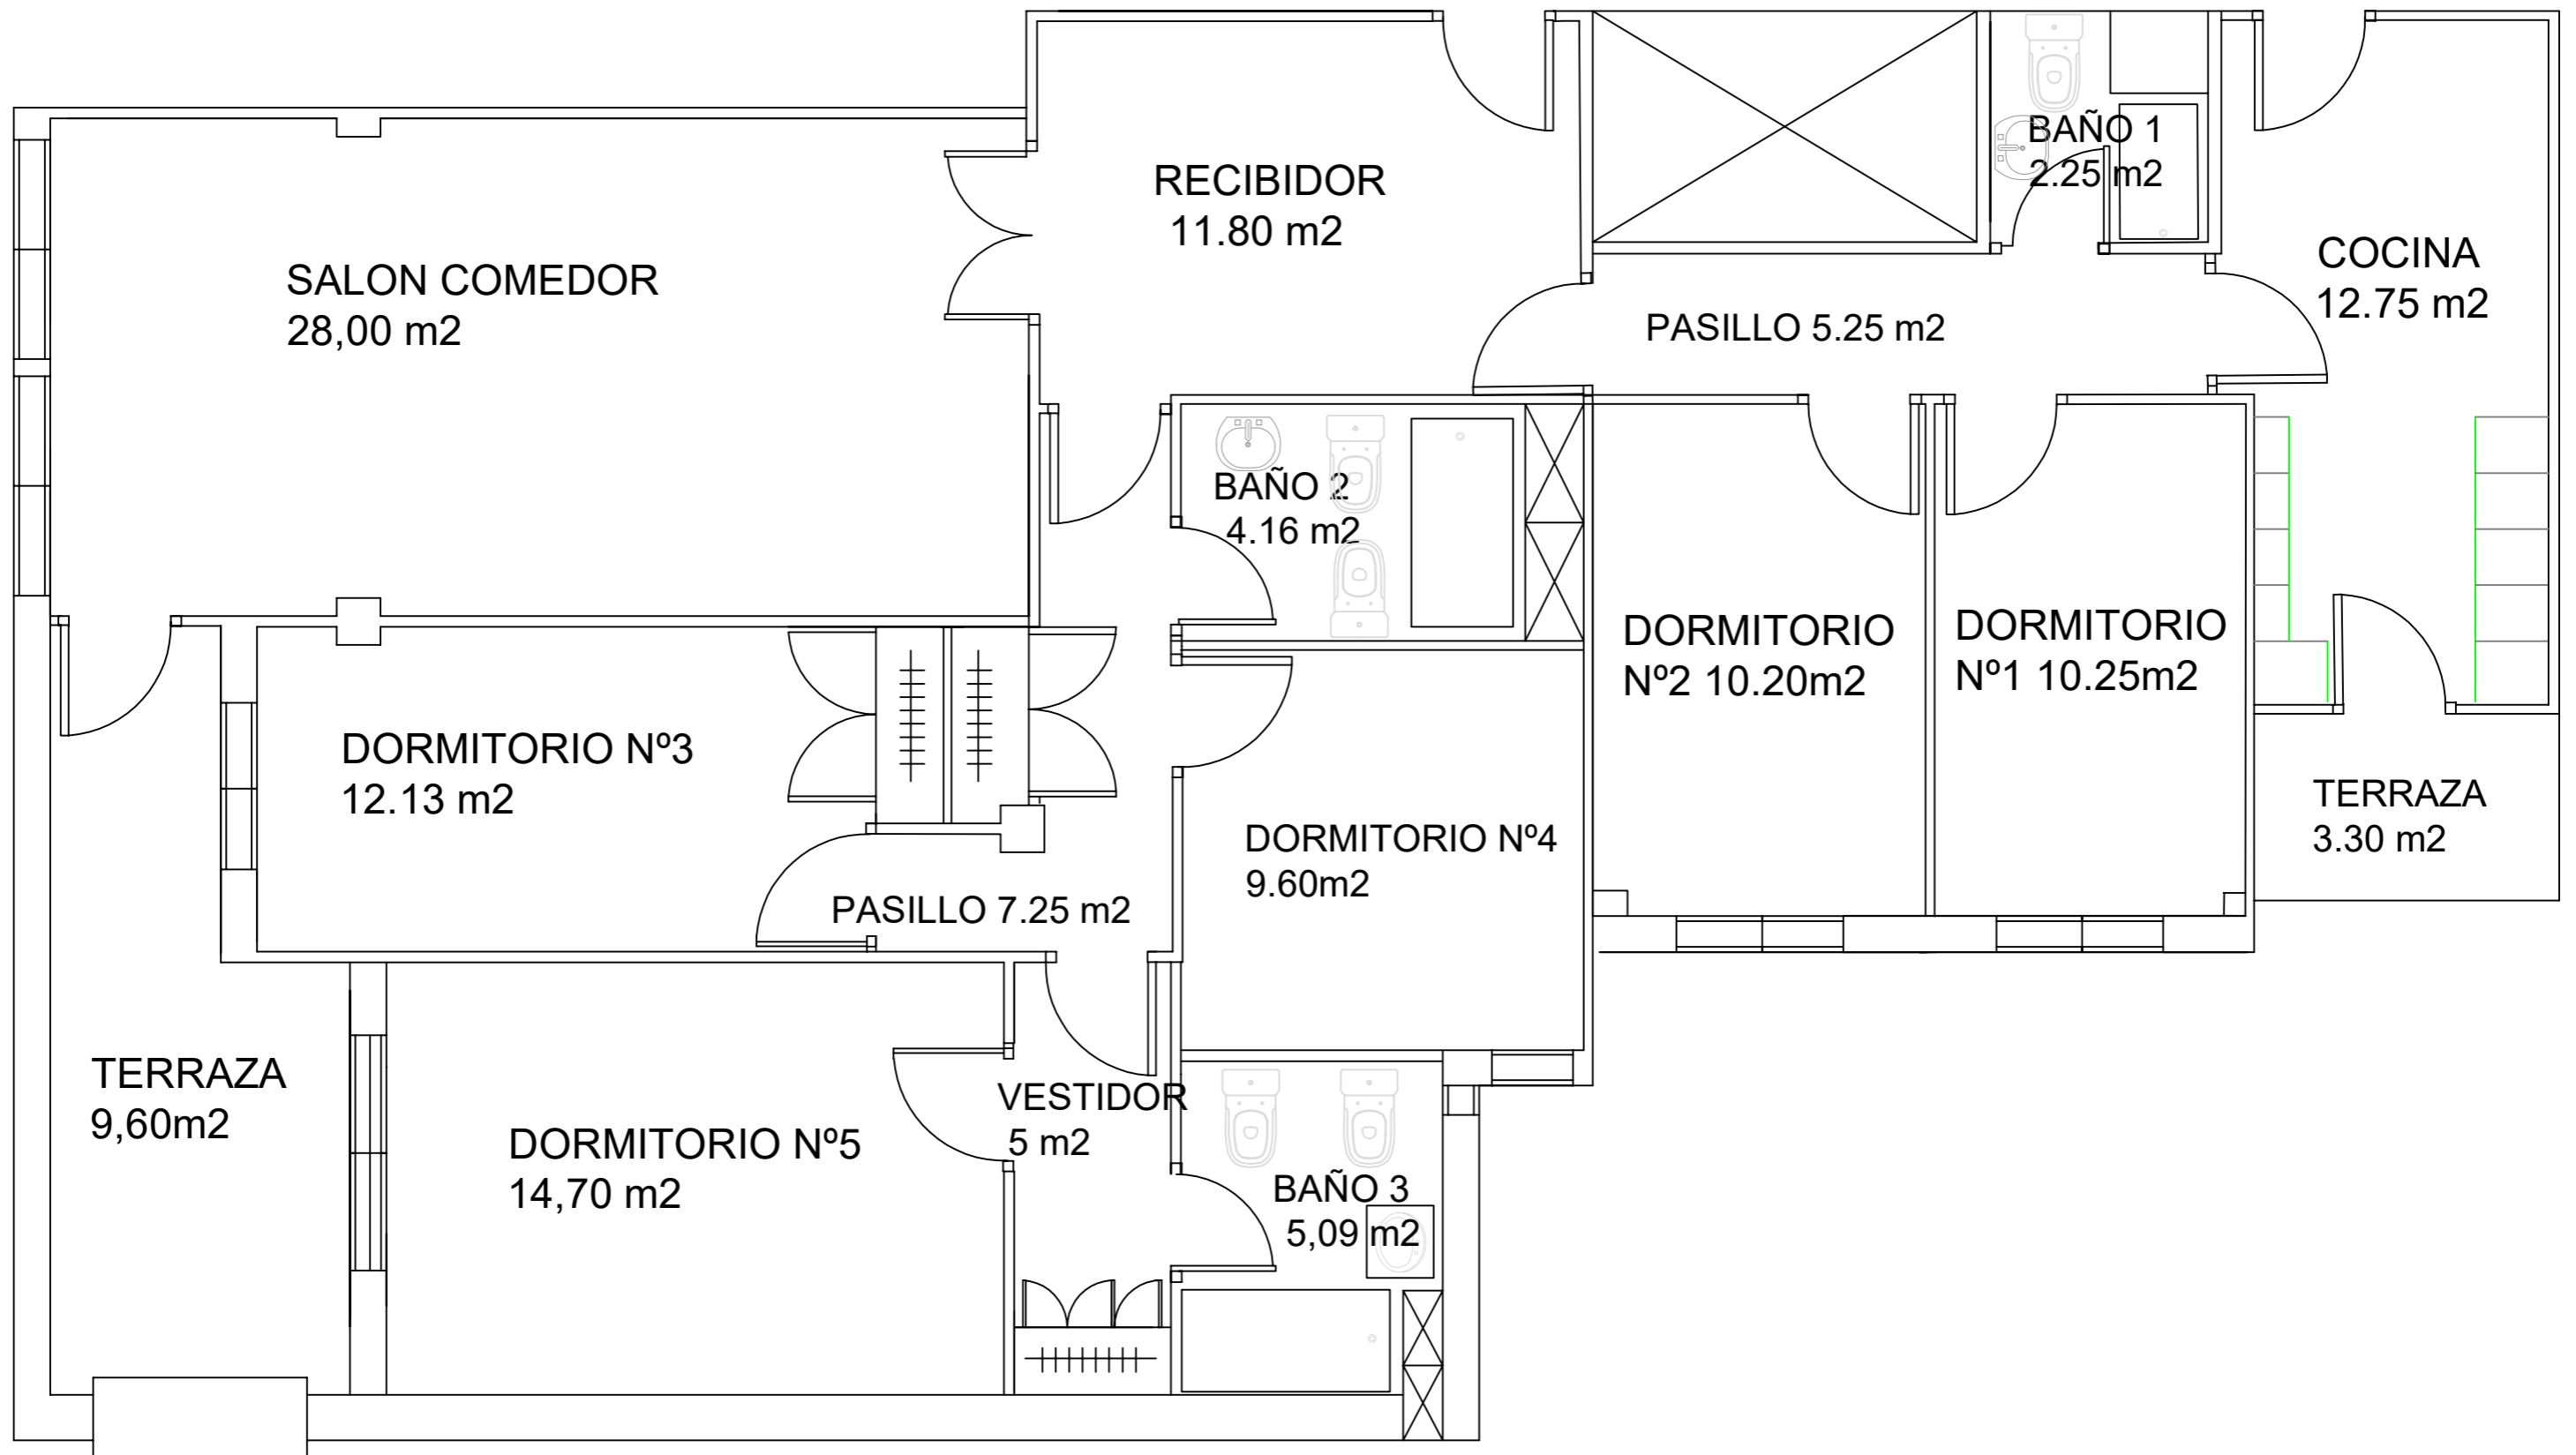 RECIBIDOR
11.80 m2
BAÑO 1
2.25 m2
COCINA
12.75 m2
SALON COMEDOR
28,00 m2
PASILLO 5.25 m2
BAÑO 2
4.16 m2
DORMITORIO
Nº2 10.20m2
DORMITORIO
Nº1 10.25m2
DORMITORIO Nº3
12.13 m2
TERRAZA
3.30 m2
DORMITORIO Nº4
9.60m2
PASILLO 7.25 m2
TERRAZA
9,60m2
VESTIDOR
5 m2
DORMITORIO Nº5
14,70 m2
BAÑO 3
5,09 m2